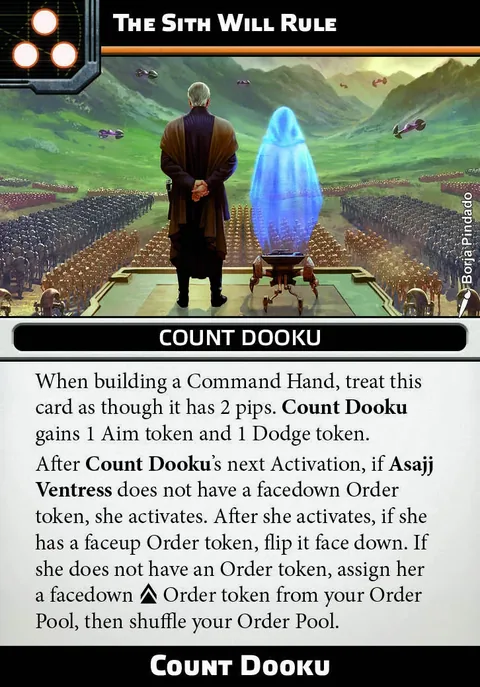 The Sith Will Rule
Borja Pindado
COUNT DOOKU
When building a Command Hand, treat this
card as though it has 2 pips. Count Dooku
gains 1 Aim token and 1 Dodge token.
After Count Dooku's next Activation, if Asajj
Ventress does not have a facedown Order
token, she activates. After she activates, if she
has a faceup Order token, flip it face down. If
she does not have an Order token, assign her
a facedown Order token from your Order
Pool, then shuffle your Order Pool.
Count Dooku